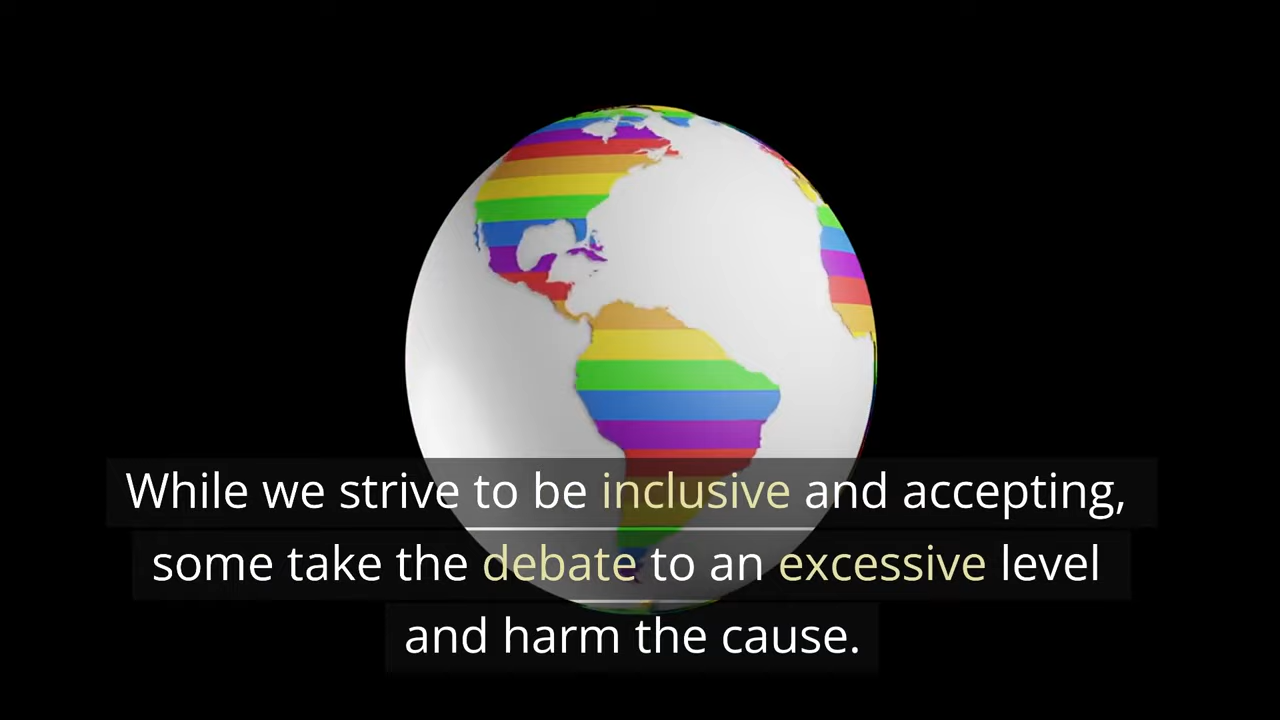 While we strive to be inclusive and accepting,
some take the debate to an excessive level
and harm the cause.